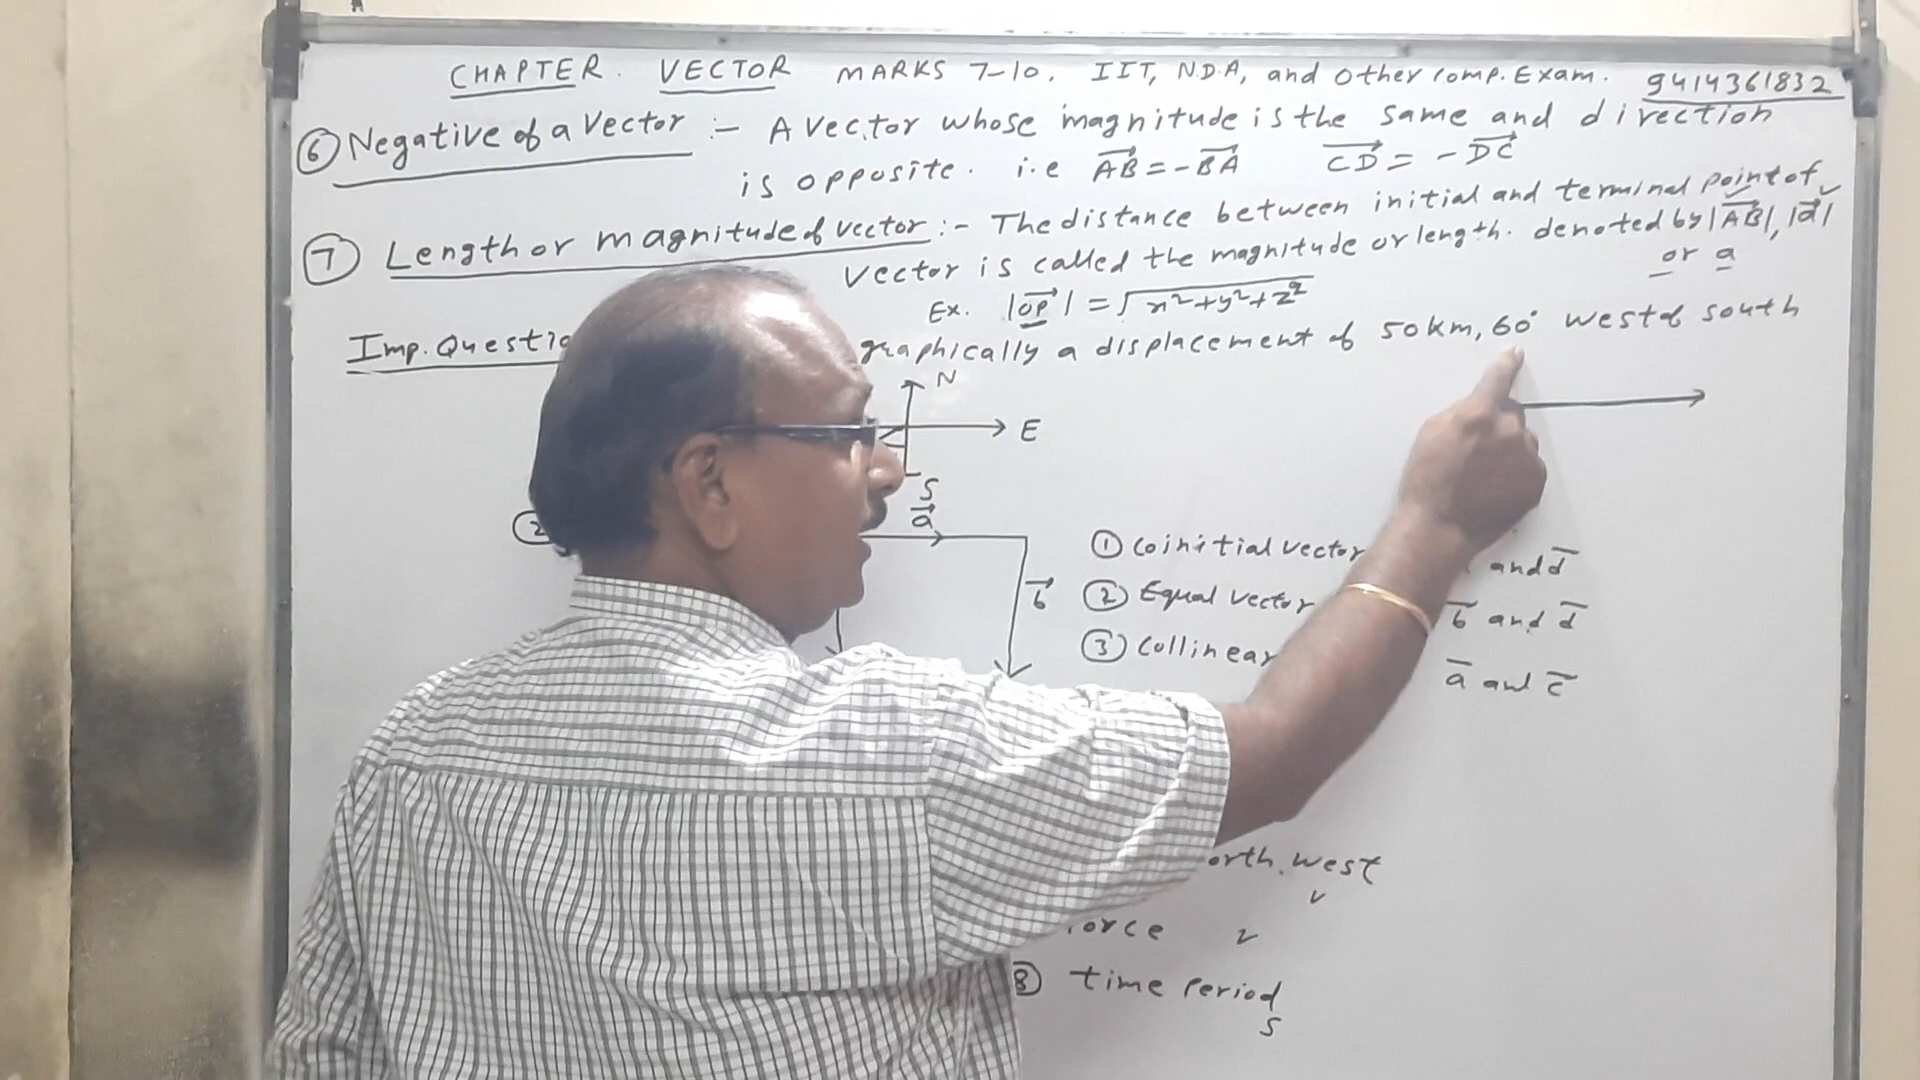 CHAPTER. VECTOR MARKS 7-10. IIT, N.D.A, and other comp. Exam. 9414361832
⑥ Negative of a Vector :- A Vector whose magnitude is the same and direction
is opposite. i.e AB = -BA CD = -DC
⑦ Length or magnitude of vector :- The distance between initial and terminal point of
Vector is called the magnitude or length. denoted by |AB|, |a|
or a
Ex. |OP| = √x²+y²+z²
Imp. Questio graphically a displacement of 50km, 60° west of south
N
E
S
②
a
b
① Coinitial vector and d
② Equal vector b and d
③ Collinear a and c
orth. west
v
orce v
⑧ time period
S